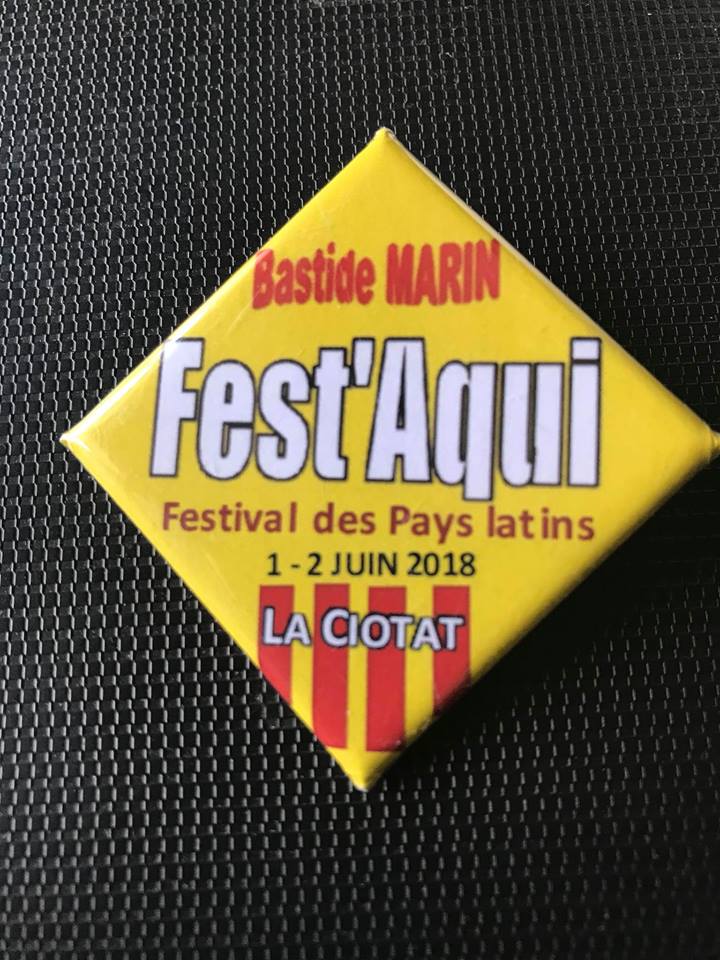 Bastide MARIN
Fest'Aqui
Festival des Pays latins
1 - 2 JUIN 2018
LA CIOTAT